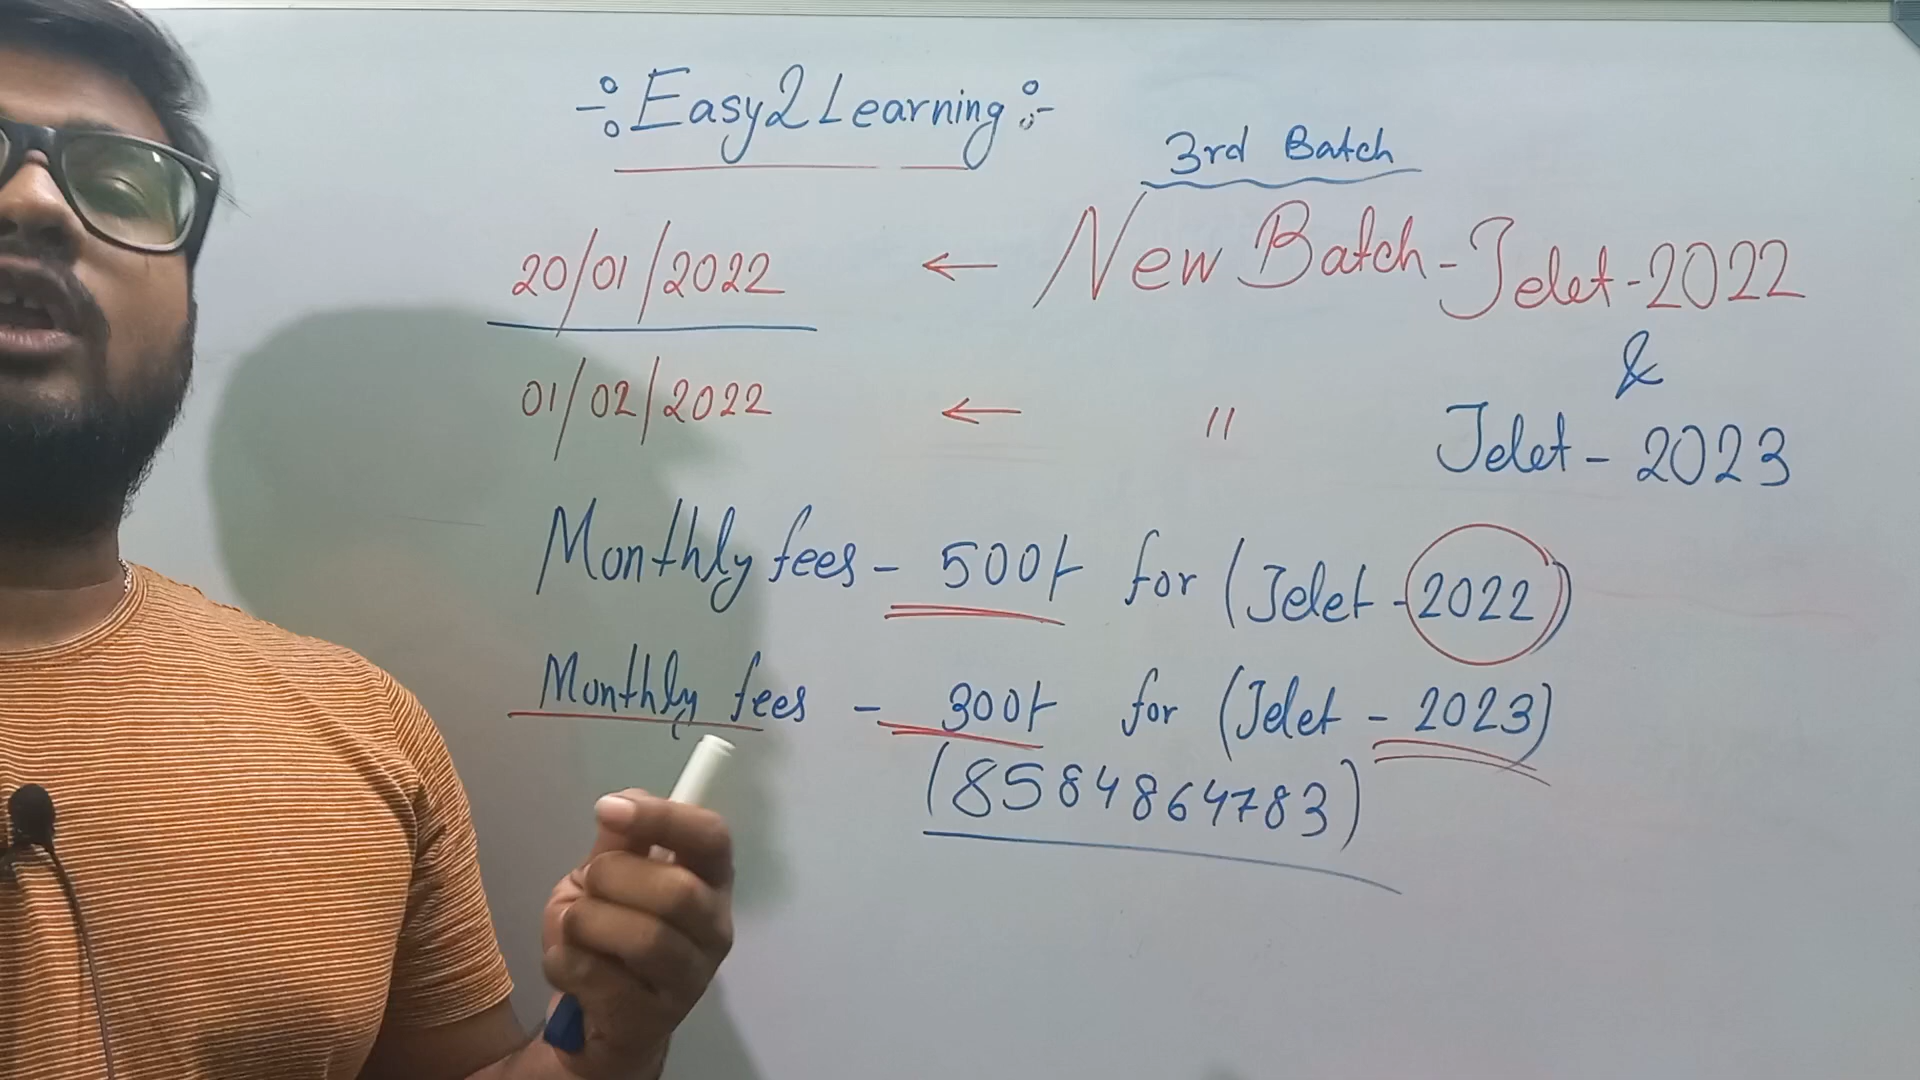 -:Easy2Learning:-
3rd Batch
20/01/2022 ← New Batch-Jelet-2022
&
01/02/2022 ← " Jelet-2023
Monthly fees - 500/- for (Jelet-2022)
Monthly fees - 300/- for (Jelet-2023)
(8584864783)